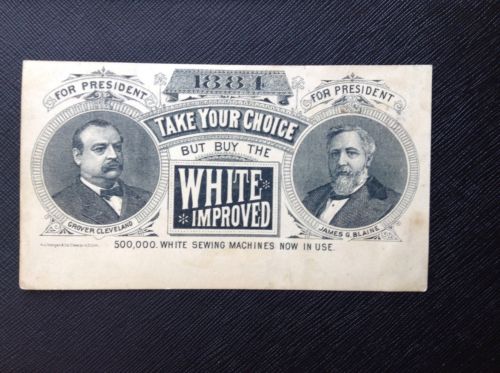 1884
FOR PRESIDENT
FOR PRESIDENT
TAKE YOUR CHOICE
BUT BUY THE
WHITE
IMPROVED
GROVER CLEVELAND
JAMES G. BLAINE
500,000. WHITE SEWING MACHINES NOW IN USE.